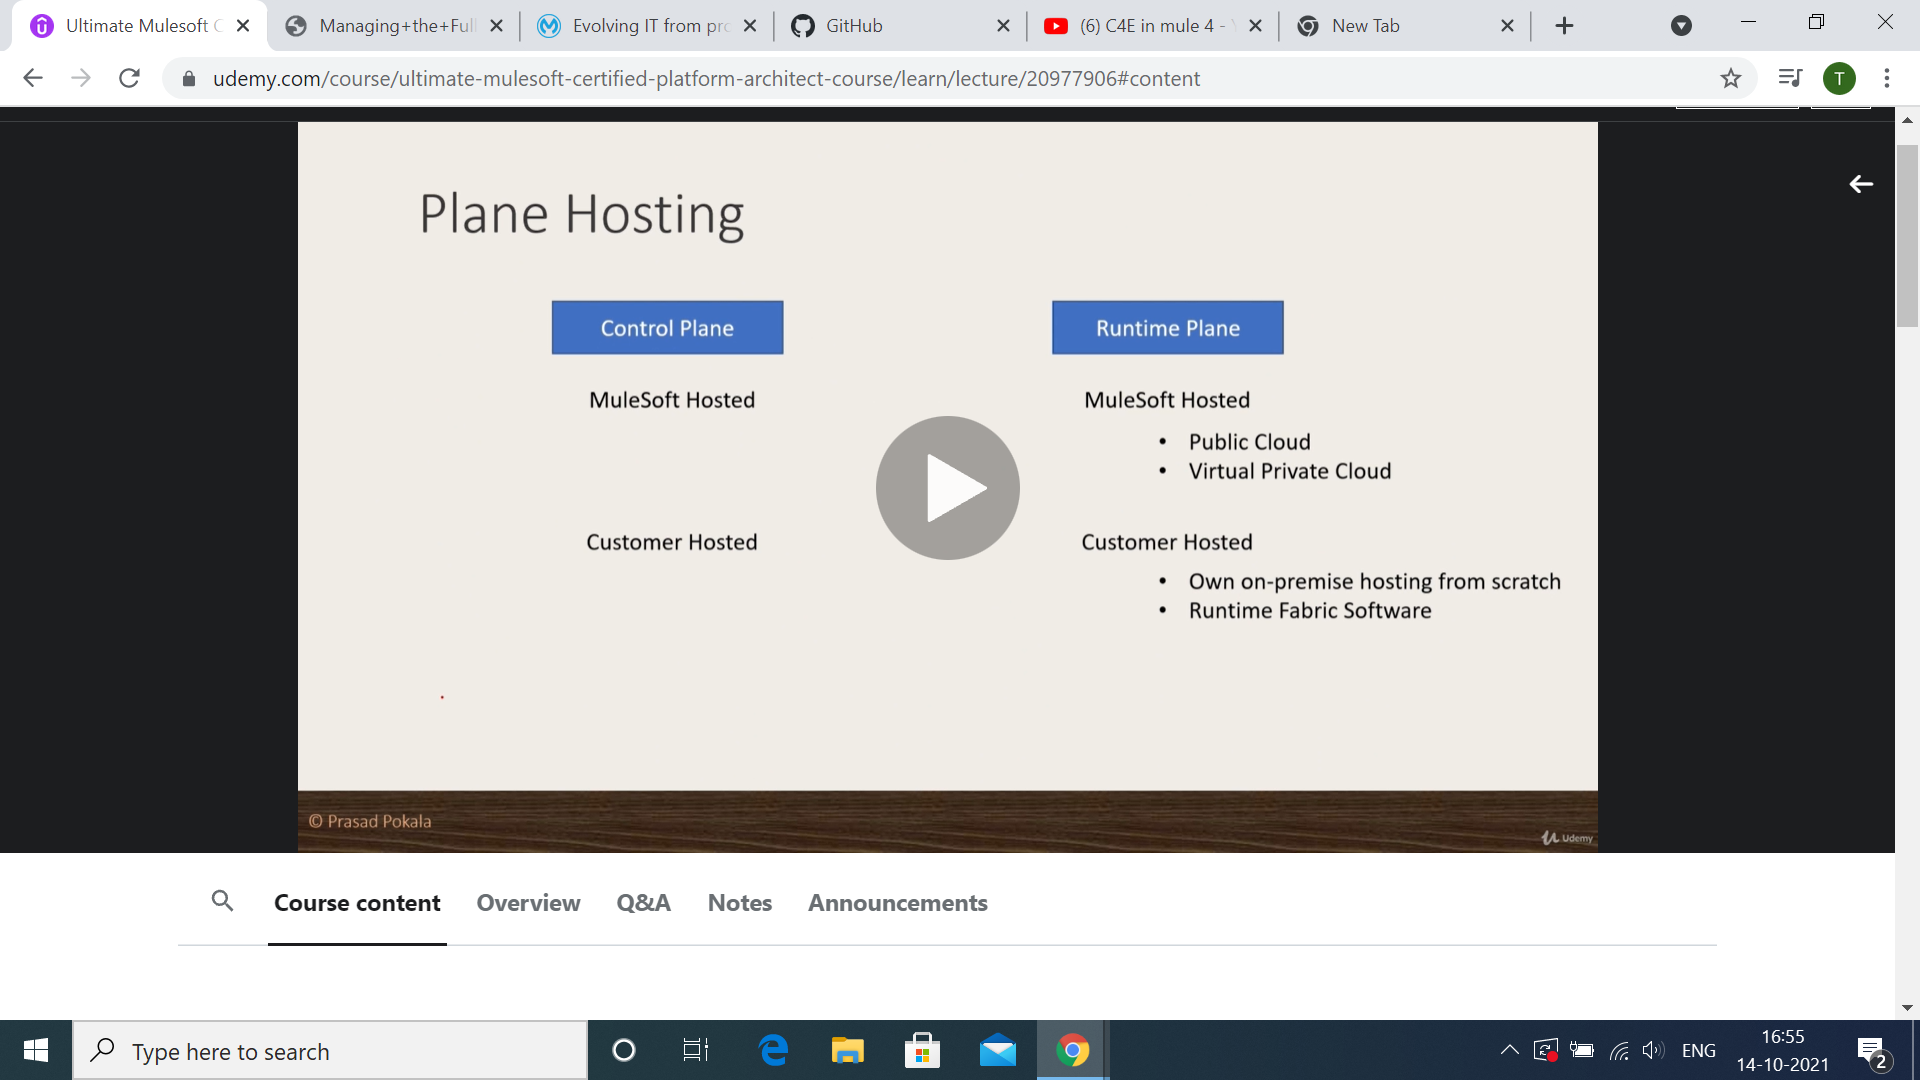 Ultimate Mulesoft C
Managing+the+Full
Evolving IT from pro
GitHub
(6) C4E in mule 4 - Y
New Tab
udemy.com/course/ultimate-mulesoft-certified-platform-architect-course/learn/lecture/20977906#content
T
Plane Hosting
Control Plane
Runtime Plane
MuleSoft Hosted
MuleSoft Hosted
• Public Cloud
• Virtual Private Cloud
Customer Hosted
Customer Hosted
• Own on-premise hosting from scratch
• Runtime Fabric Software
© Prasad Pokala
Udemy
Course content
Overview
Q&A
Notes
Announcements
Type here to search
ENG
16:55
14-10-2021
2